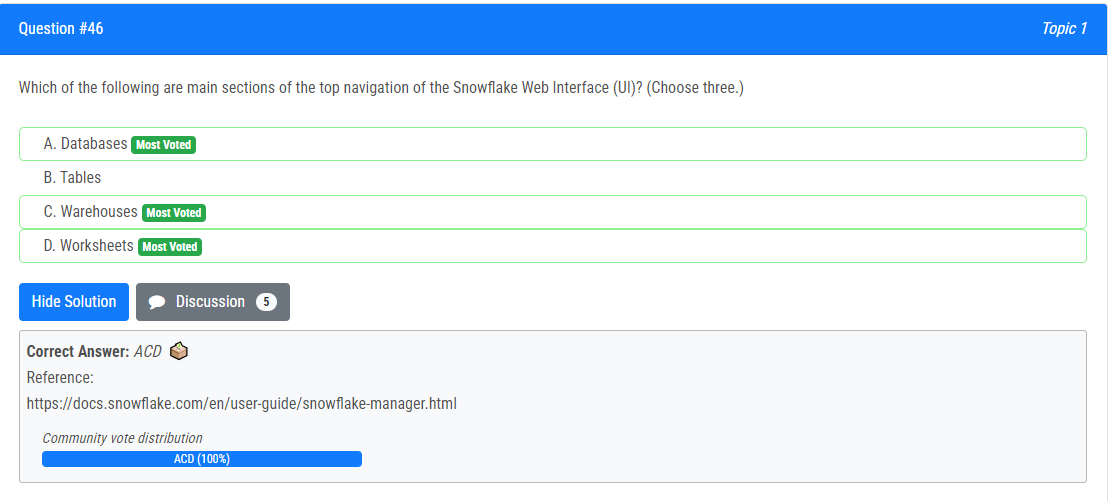 Question #46 Topic 1
Which of the following are main sections of the top navigation of the Snowflake Web Interface (UI)? (Choose three.)
A. Databases Most Voted
B. Tables
C. Warehouses Most Voted
D. Worksheets Most Voted
Hide Solution Discussion 5
Correct Answer: ACD
Reference:
https://docs.snowflake.com/en/user-guide/snowflake-manager.html
Community vote distribution
ACD (100%)